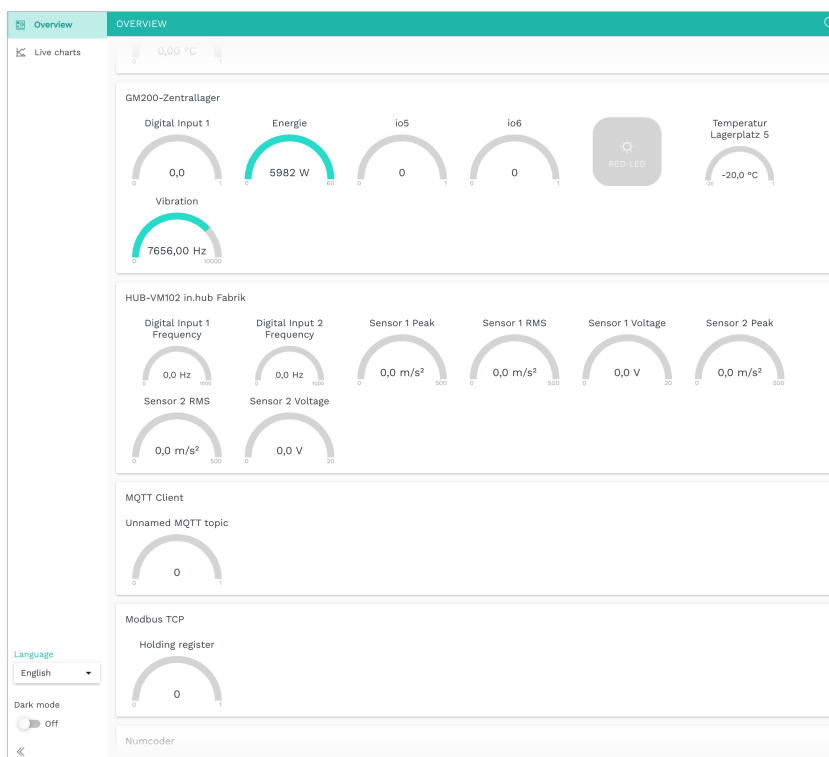 Overview
Live charts
OVERVIEW
0,00 °C
0 1
GM200-Zentrallager
Digital Input 1
0,0
0 1
Energie
5982 W
0 60
io5
0
0 1
io6
0
0 1
RED-LED
Temperatur
Lagerplatz 5
-20,0 °C
-20 1
Vibration
7656,00 Hz
0 10000
HUB-VM102 in.hub Fabrik
Digital Input 1
Frequency
0,0 Hz
0 1000
Digital Input 2
Frequency
0,0 Hz
0 1000
Sensor 1 Peak
0,0 m/s²
0 500
Sensor 1 RMS
0,0 m/s²
0 500
Sensor 1 Voltage
0,0 V
0 20
Sensor 2 Peak
0,0 m/s²
0 500
Sensor 2 RMS
0,0 m/s²
0 500
Sensor 2 Voltage
0,0 V
0 20
MQTT Client
Unnamed MQTT topic
0
0 1
Modbus TCP
Holding register
0
0 1
Numcoder
Language
English
Dark mode
Off